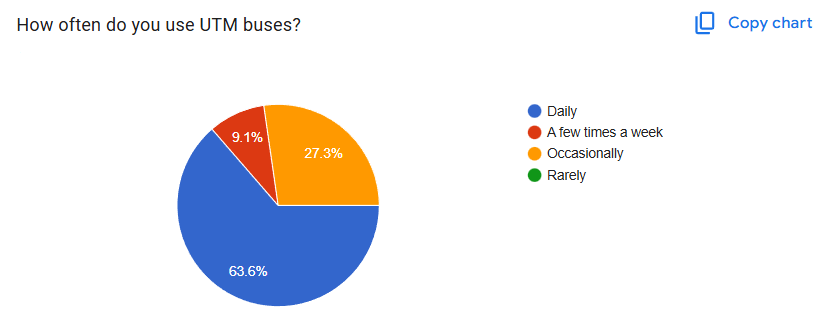 How often do you use UTM buses?
Copy chart
9.1%
27.3%
63.6%
Daily
A few times a week
Occasionally
Rarely